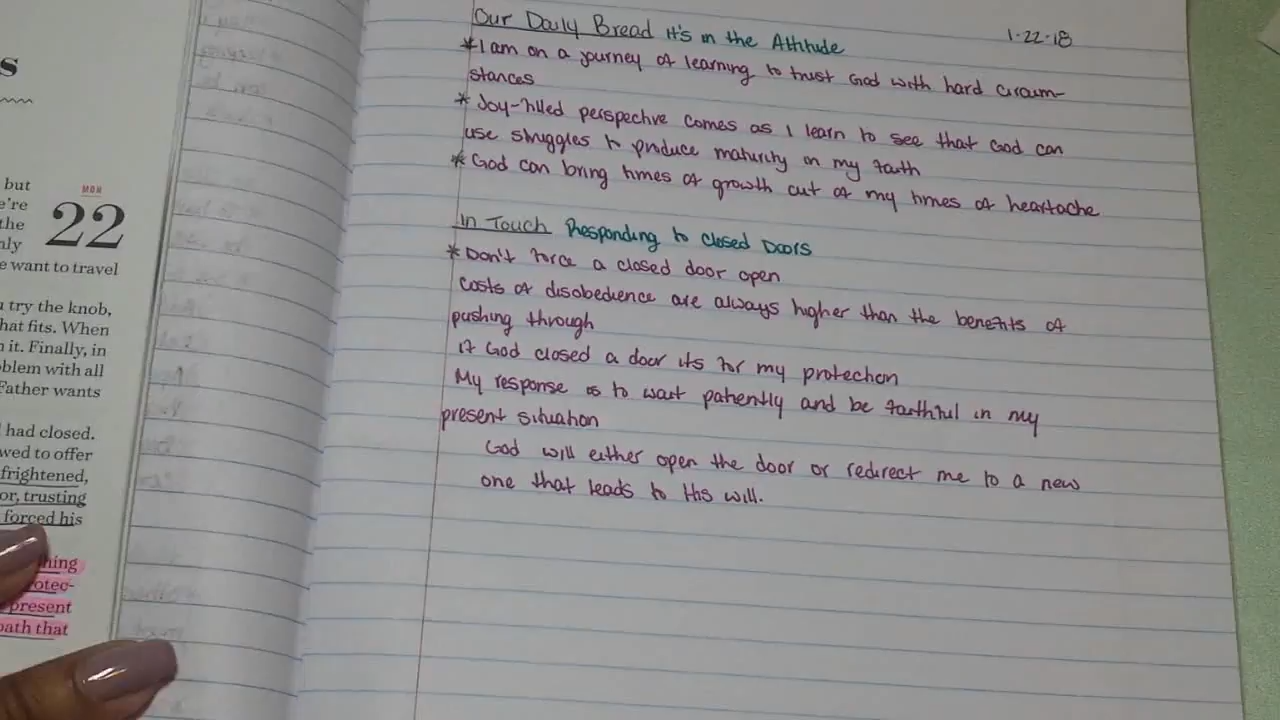 s
but
MON
22
e're
the
nly
e want to travel
u try the knob,
hat fits. When
n it. Finally, in
oblem with all
Father wants
had closed.
wed to offer
frightened,
or, trusting
forced his
hing
otec-
present
path that
Our Daily Bread It's in the Attitude
1-22-18
*I am on a journey of learning to trust God with hard circum-
stances
* Joy-filled perspective comes as I learn to see that God can
use struggles to produce maturity in my faith
* God can bring times of growth out of my times of heartache
In Touch Responding to Closed Doors
*Don't force a closed door open
Costs of disobedience are always higher than the benefits of
pushing through
if God closed a door its for my protection
My response is to wait patiently and be faithful in my
present situation
God will either open the door or redirect me to a new
one that leads to His will.